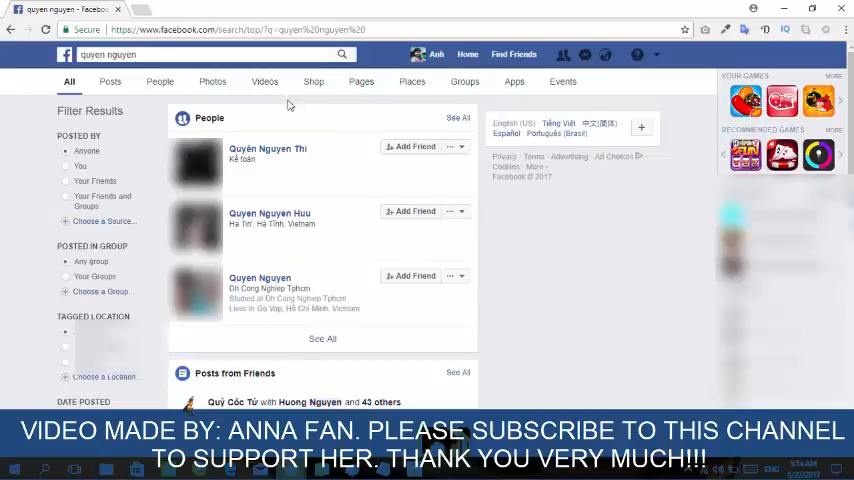 quyen nguyen - Faceboo
Secure
https://www.facebook.com/search/top/?q=quyen%20nguyen%20
quyen nguyen
Anh
Home
Find Friends
All
Posts
People
Photos
Videos
Shop
Pages
Places
Groups
Apps
Events
YOUR GAMES
MORE
RECOMMENDED GAMES
MORE
Filter Results
POSTED BY
Anyone
You
Your Friends
Your Friends and
Groups
Choose a Source...
POSTED IN GROUP
Any group
Your Groups
Choose a Group...
TAGGED LOCATION
Choose a Location...
DATE POSTED
People
See All
Quyên Nguyen Thi
Kế toán
Add Friend
Quyen Nguyen Huu
Ha Tin', Hà Tĩnh, Vietnam
Add Friend
Quyen Nguyen
Dh Cong Nghiep Tphcm
Studied at Dh Cong Nghiep Tphcm
Lives in Go Vap, Hồ Chí Minh, Vietnam
Add Friend
See All
Posts from Friends
See All
Quỷ Cốc Tử with Huong Nguyen and 43 others
English (US) · Tiếng Việt · 中文(简体) ·
Español · Português (Brasil)
Privacy · Terms · Advertising · Ad Choices
Cookies · More
Facebook © 2017
VIDEO MADE BY: ANNA FAN. PLEASE SUBSCRIBE TO THIS CHANNEL
TO SUPPORT HER. THANK YOU VERY MUCH!!!
ENG
5:54 AM